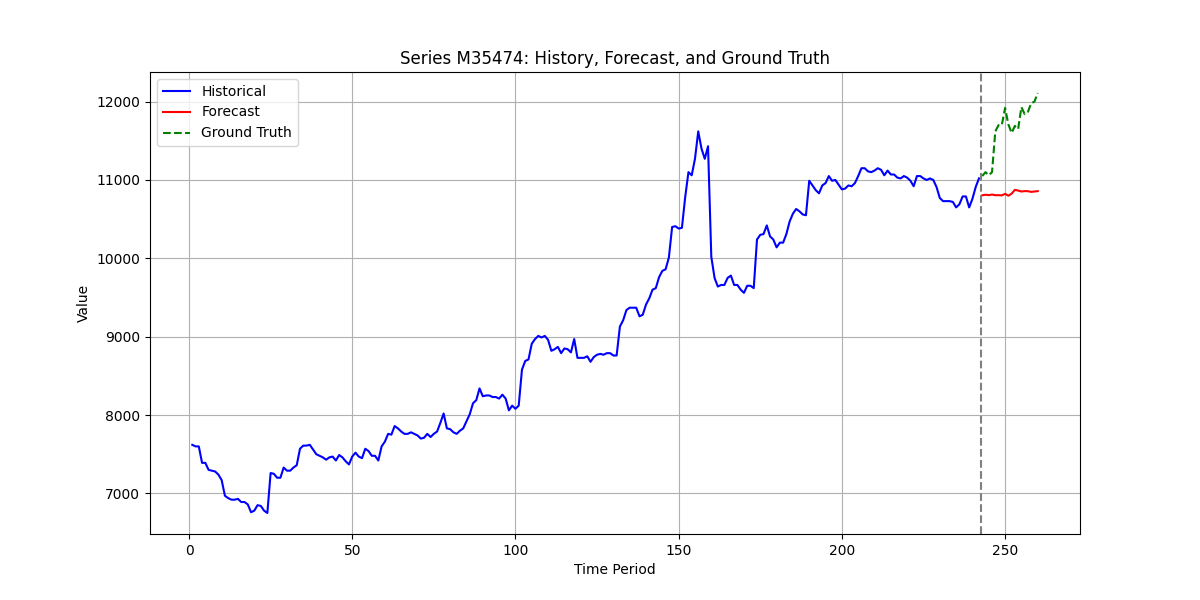 Series M35474: History, Forecast, and Ground Truth
Historical
Forecast
Ground Truth
12000
11000
10000
9000
8000
7000
Value
0 50 100 150 200 250
Time Period